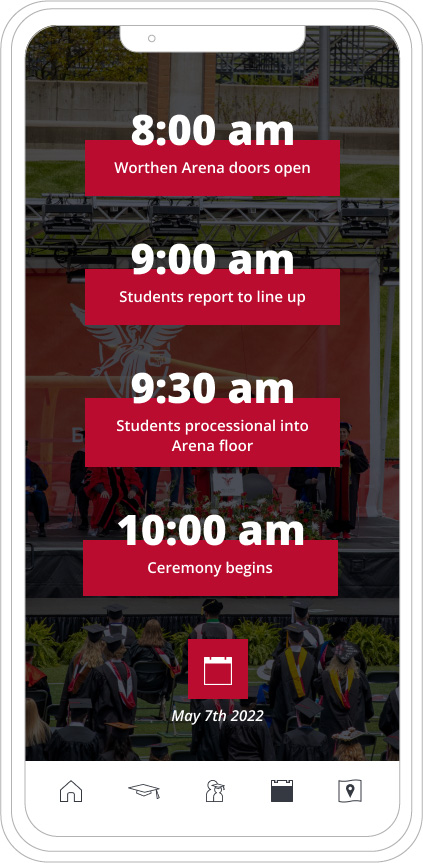 8:00 am
Worthen Arena doors open
9:00 am
Students report to line up
9:30 am
Students processional into
Arena floor
10:00 am
Ceremony begins
May 7th 2022